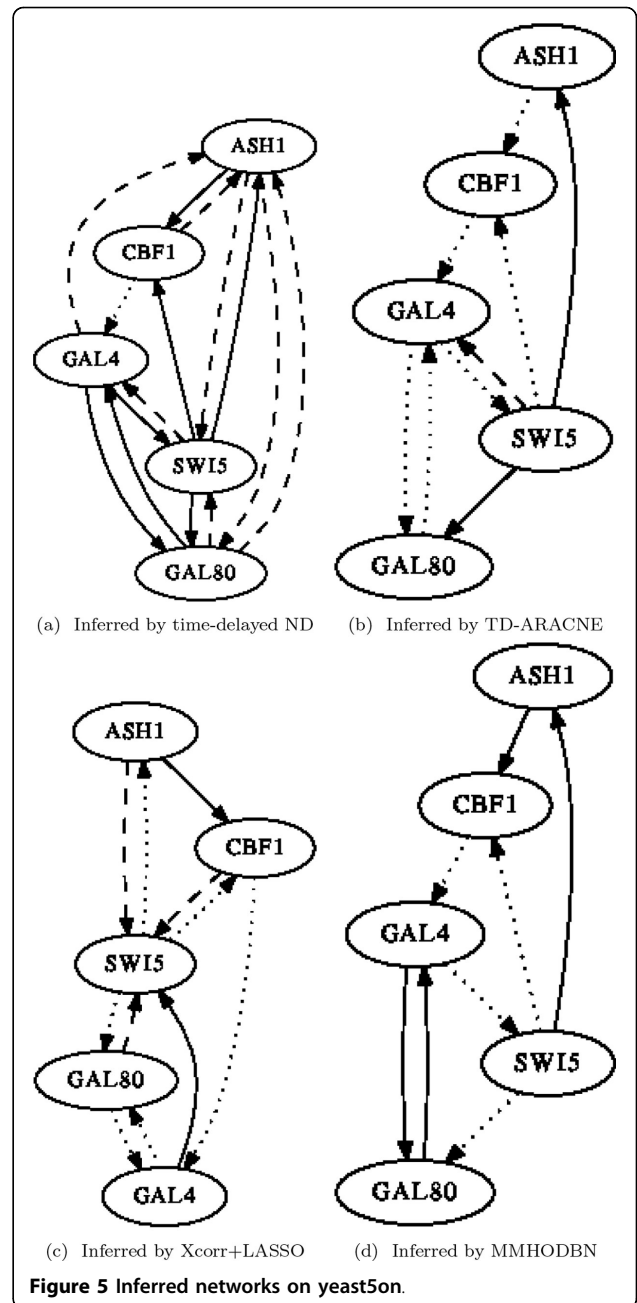 ASH1
CBF1
GAL4
SWI5
GAL80
(a) Inferred by time-delayed ND
ASH1
CBF1
GAL4
SWI5
GAL80
(b) Inferred by TD-ARACNE
ASH1
CBF1
SWI5
GAL80
GAL4
(c) Inferred by Xcorr+LASSO
ASH1
CBF1
GAL4
SWI5
GAL80
(d) Inferred by MMHODBN
Figure 5 Inferred networks on yeast5on.